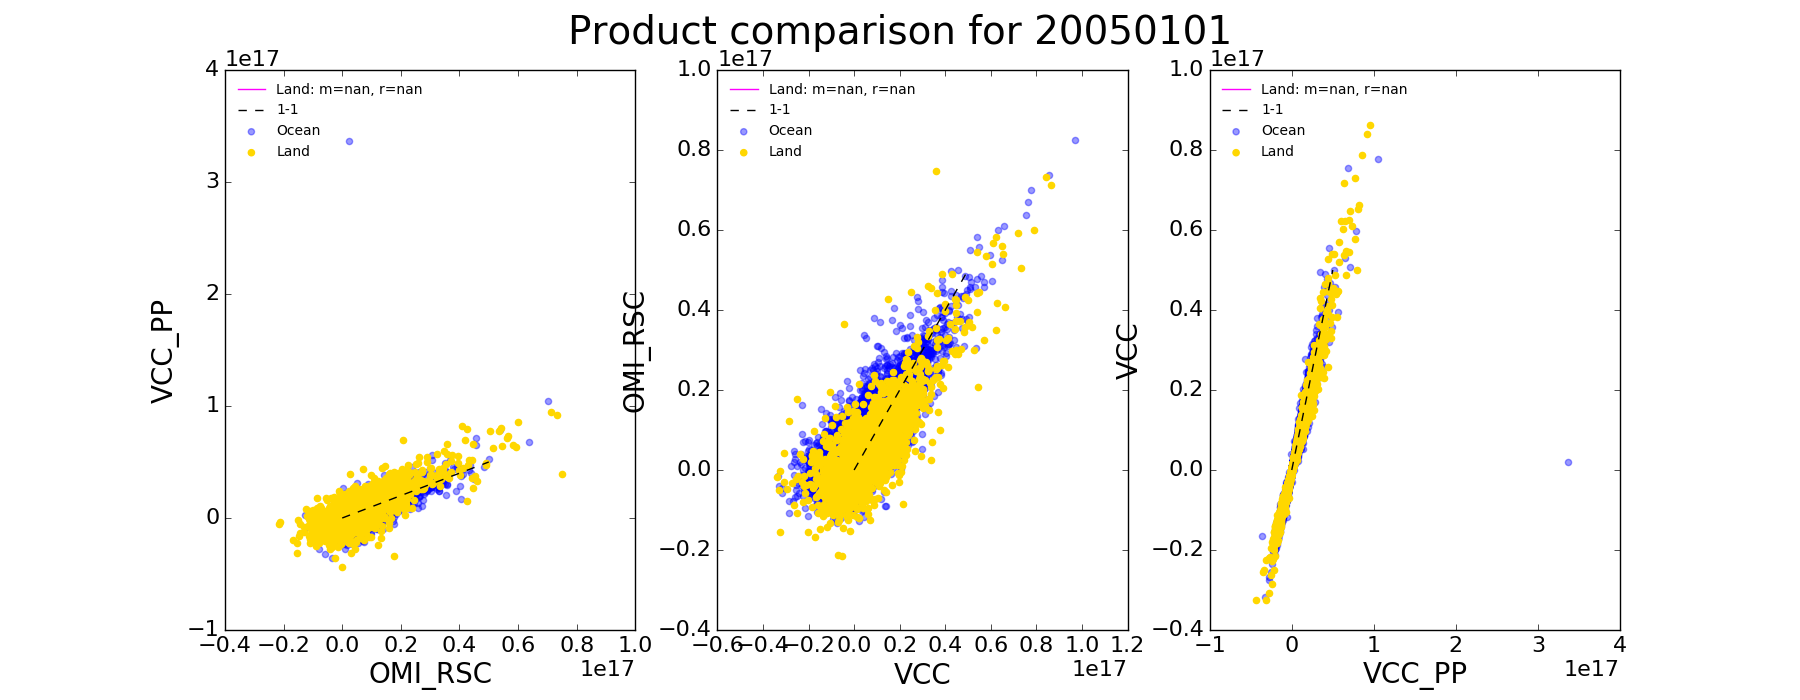 Product comparison for 20050101
1e17
4
3
2
1
0
−1
VCC_PP
Land: m=nan, r=nan
1-1
Ocean
Land
−0.4
−0.2
0.0
0.2
0.4
0.6
0.8
1.0
1e17
OMI_RSC
1e17
1.0
0.8
0.6
0.4
0.2
0.0
−0.2
−0.4
OMI_RSC
Land: m=nan, r=nan
1-1
Ocean
Land
−0.6
−0.4
−0.2
0.0
0.2
0.4
0.6
0.8
1.0
1.2
1e17
VCC
1e17
1.0
0.8
0.6
0.4
0.2
0.0
−0.2
−0.4
VCC
Land: m=nan, r=nan
1-1
Ocean
Land
−1
0
1
2
3
4
1e17
VCC_PP